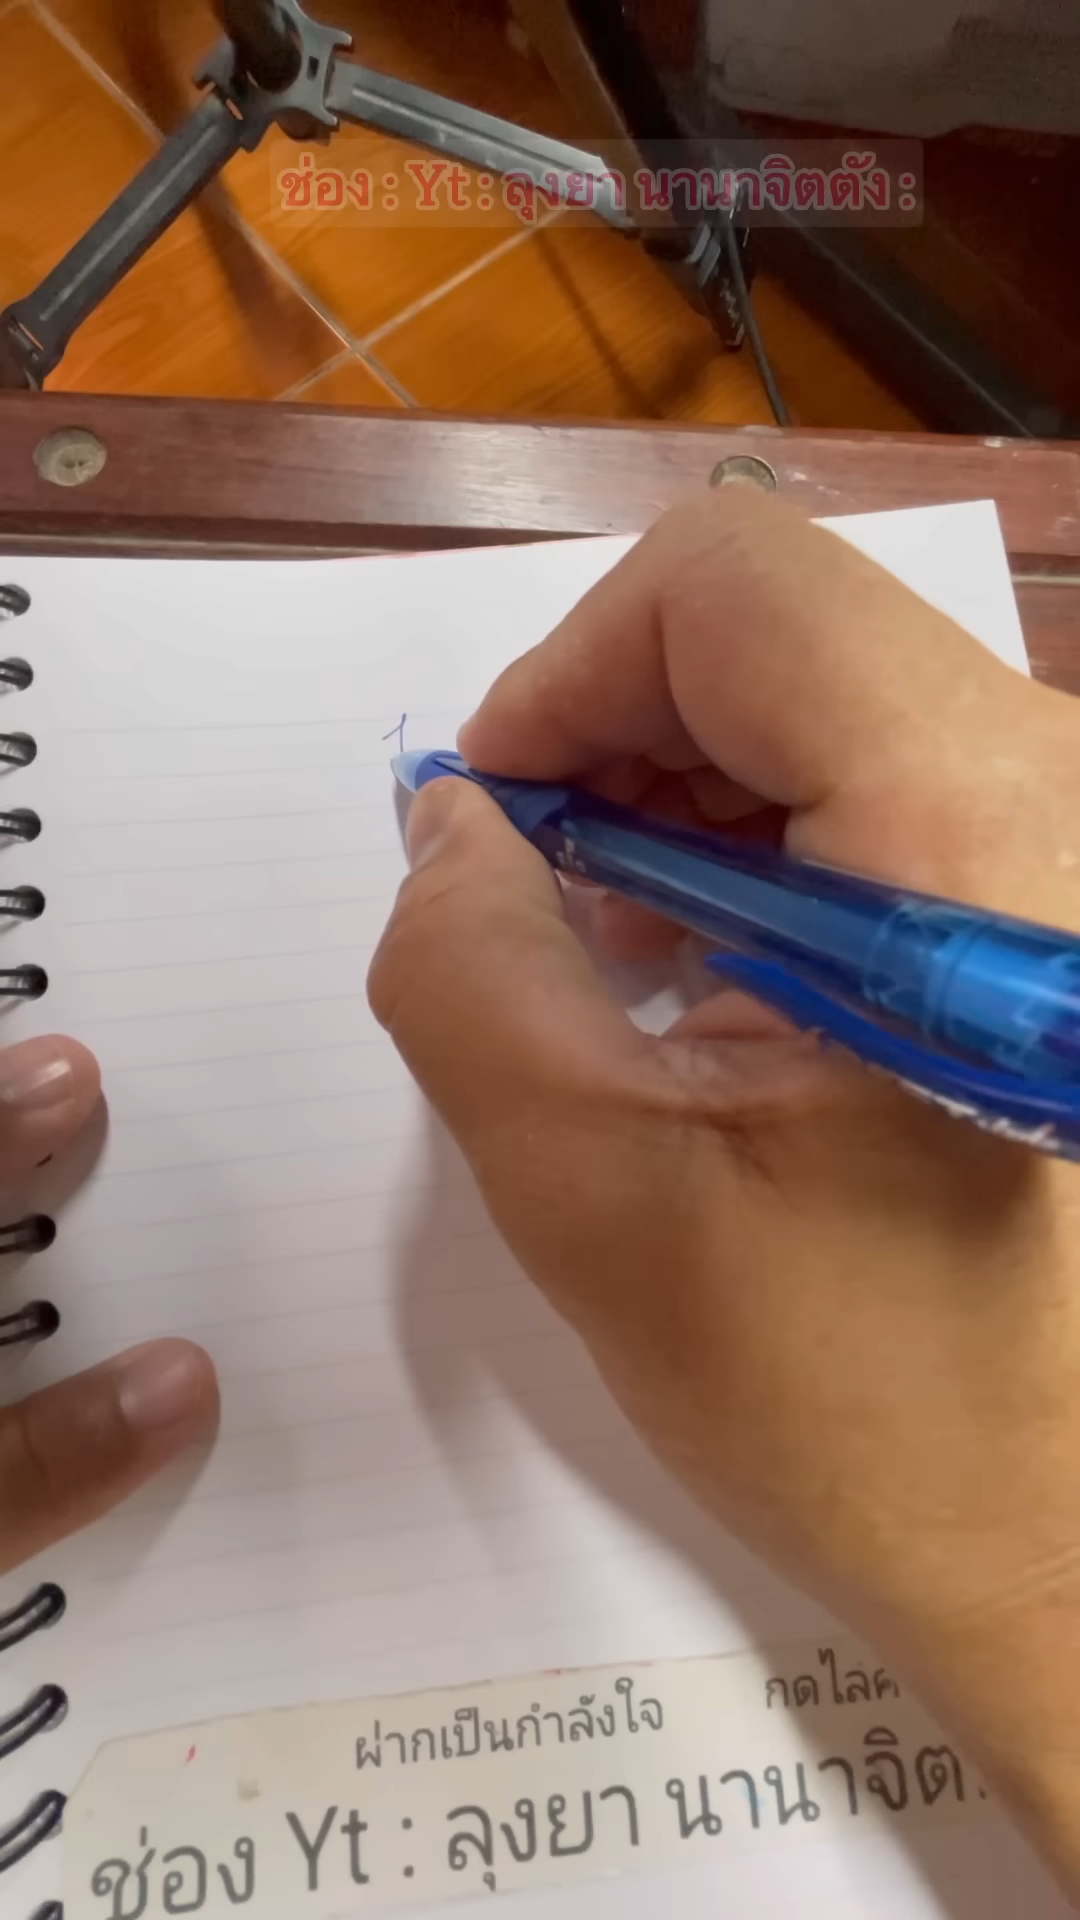 ช่อง : Yt : ลุงยา นานาจิตตัง :
1
ผ่ากเป็นกำลังใจ กดไลค
ช่อง Yt : ลุงยา นานาจิต